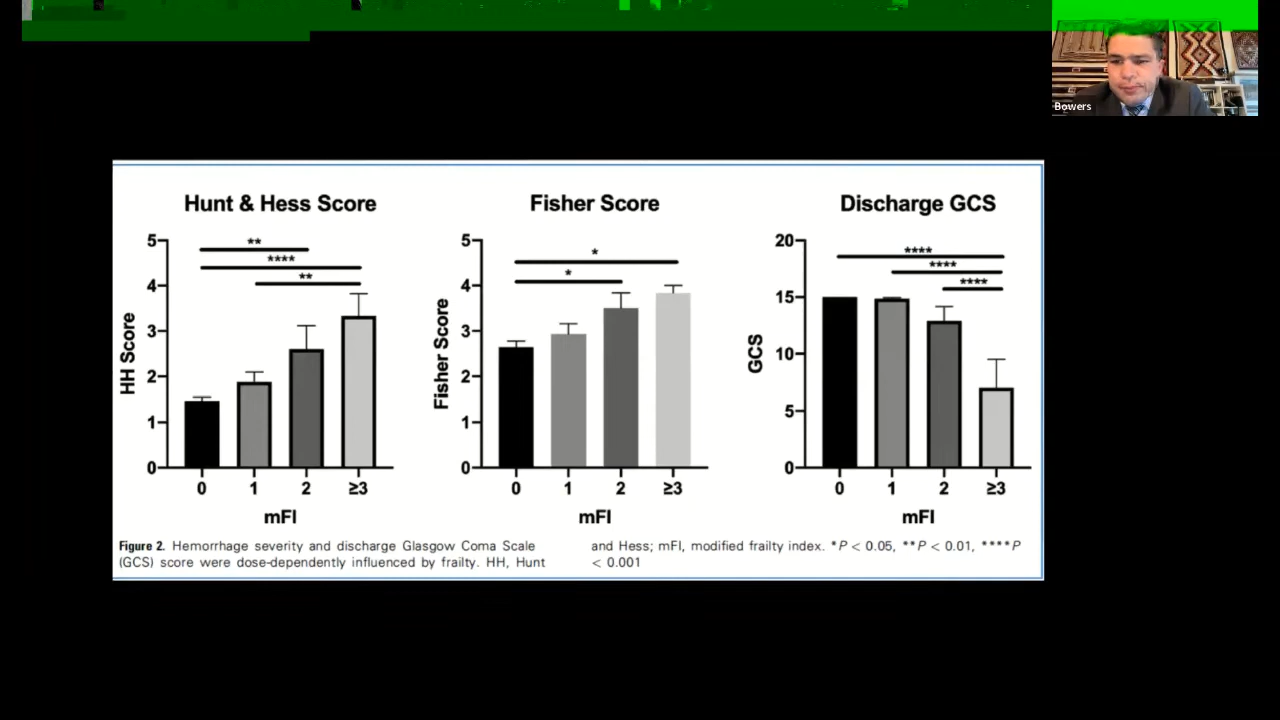 Bowers
Hunt & Hess Score
HH Score
5
4
3
2
1
0
**
****
**
0 1 2 ≥3
mFI
Fisher Score
Fisher Score
5
4
3
2
1
0
*
*
0 1 2 ≥3
mFI
Discharge GCS
GCS
20
15
10
5
0
****
****
****
0 1 2 ≥3
mFI
Figure 2. Hemorrhage severity and discharge Glasgow Coma Scale
(GCS) score were dose-dependently influenced by frailty. HH, Hunt
and Hess; mFI, modified frailty index. *P < 0.05, **P < 0.01, ****P
< 0.001